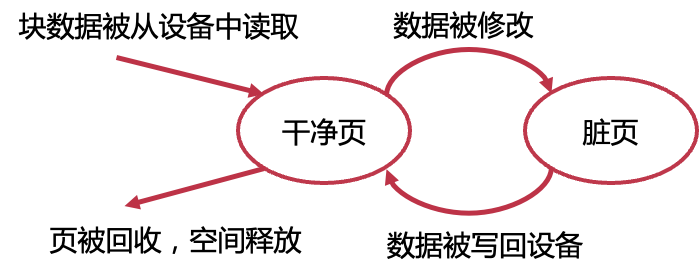 块数据被从设备中读取
数据被修改
干净页
脏页
页被回收，空间释放
数据被写回设备